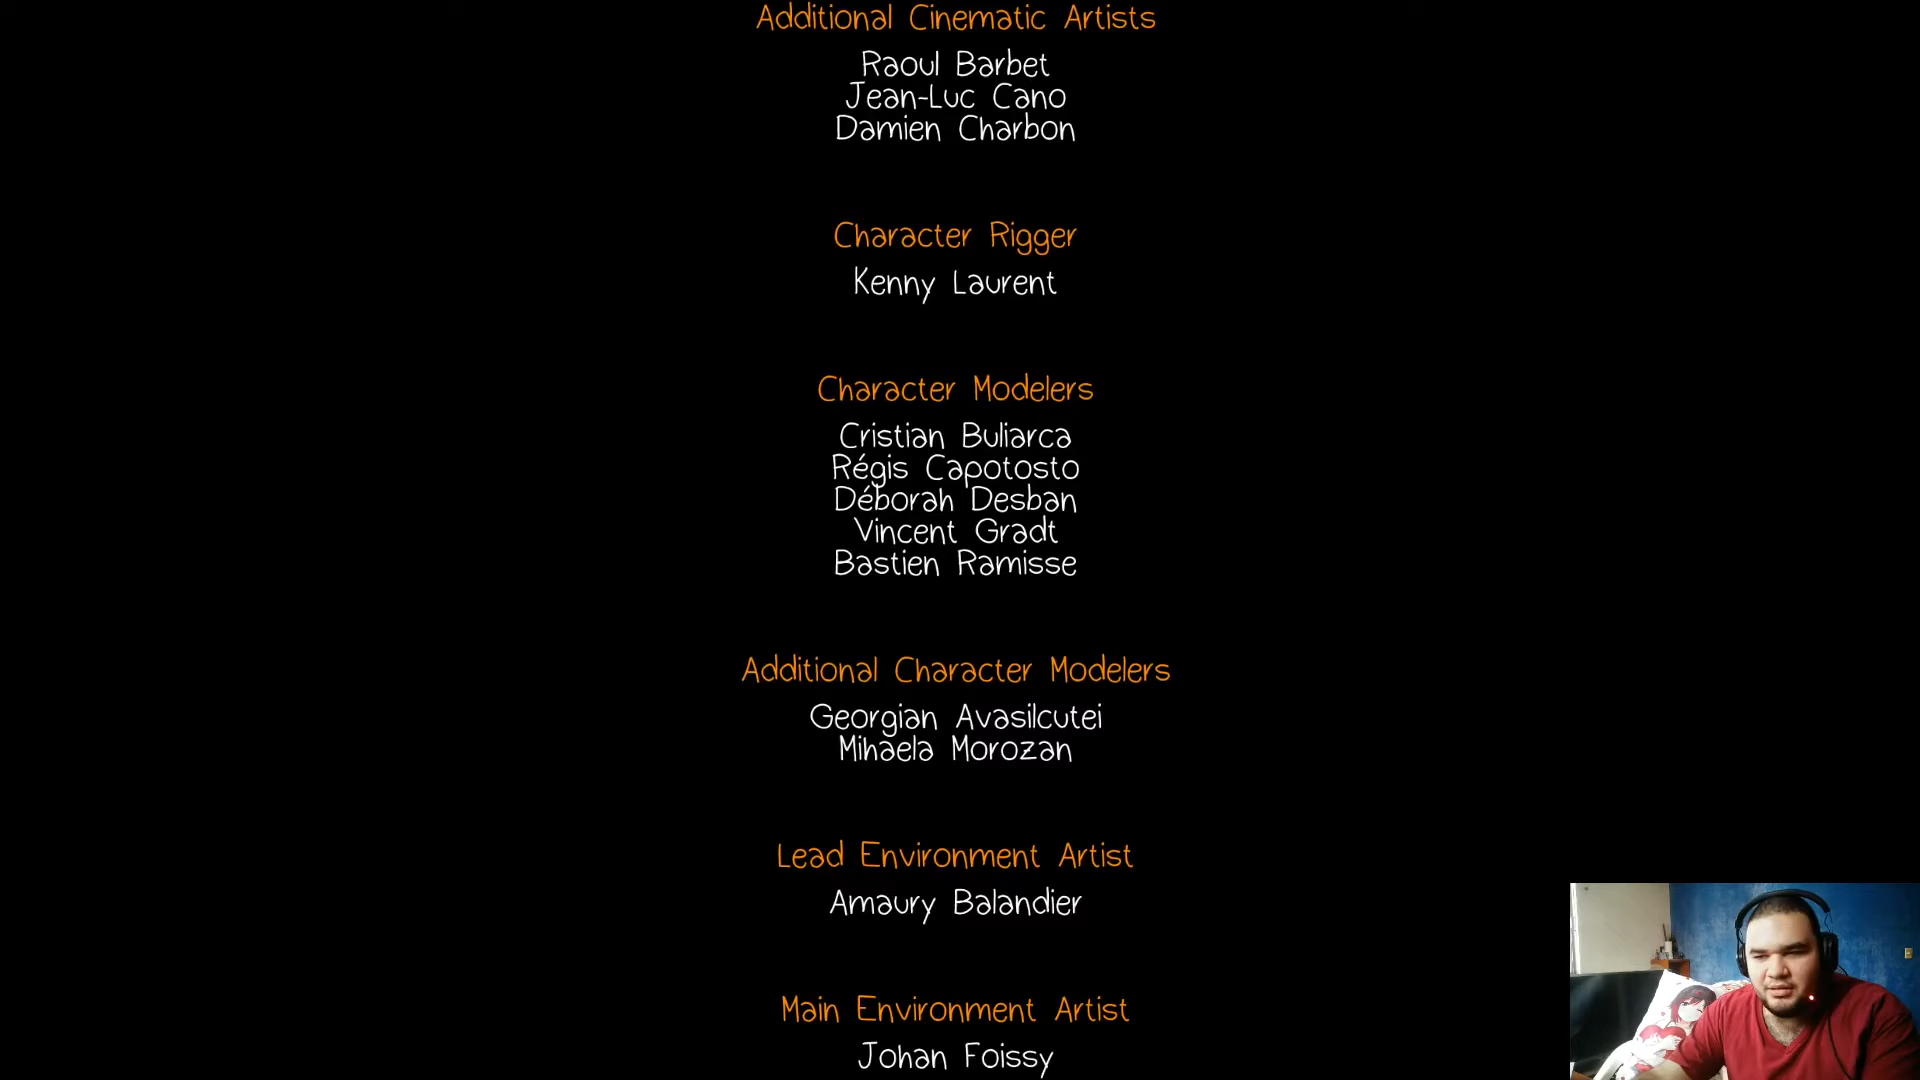 Additional Cinematic Artists
Raoul Barbet
Jean-Luc Cano
Damien Charbon
Character Rigger
Kenny Laurent
Character Modelers
Cristian Buliarca
Régis Capotosto
Déborah Desban
Vincent Gradt
Bastien Ramisse
Additional Character Modelers
Georgian Avasilcutei
Mihaela Morozan
Lead Environment Artist
Amaury Balandier
Main Environment Artist
Johan Foissy